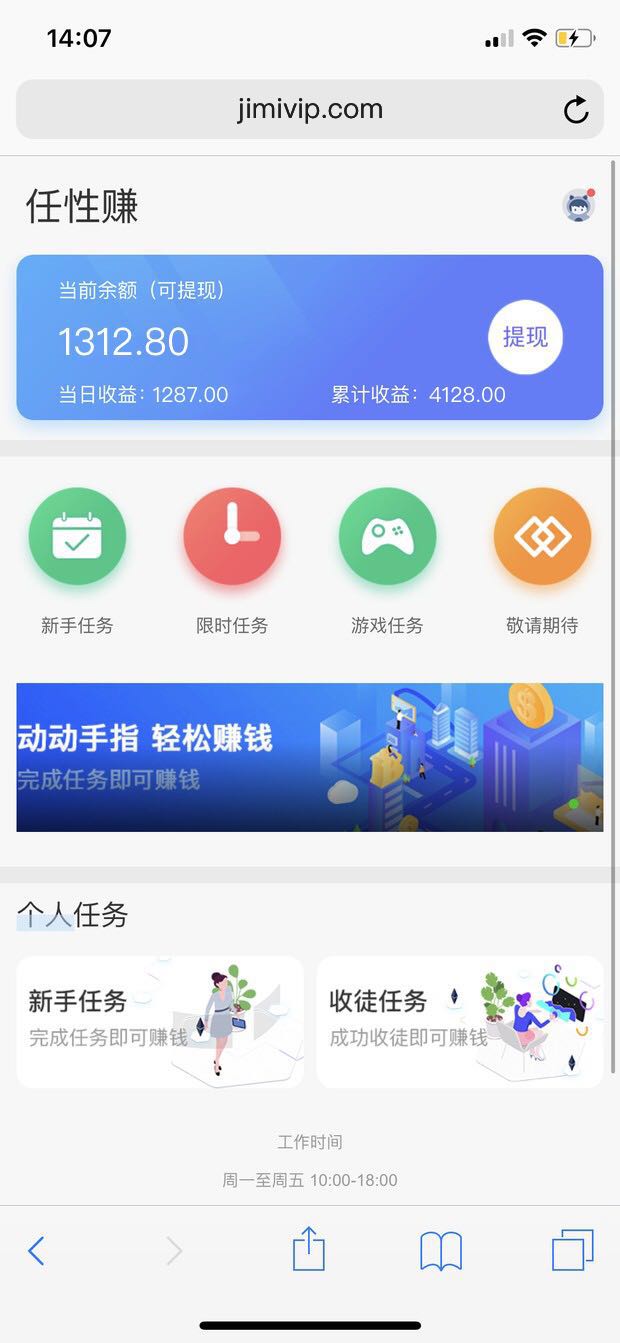 14:07
jimivip.com
任性赚
当前余额（可提现）
1312.80
提现
当日收益：1287.00
累计收益：4128.00
新手任务
限时任务
游戏任务
敬请期待
动动手指 轻松赚钱
完成任务即可赚钱
个人任务
新手任务
完成任务即可赚钱
收徒任务
成功收徒即可赚钱
工作时间
周一至周五 10:00-18:00